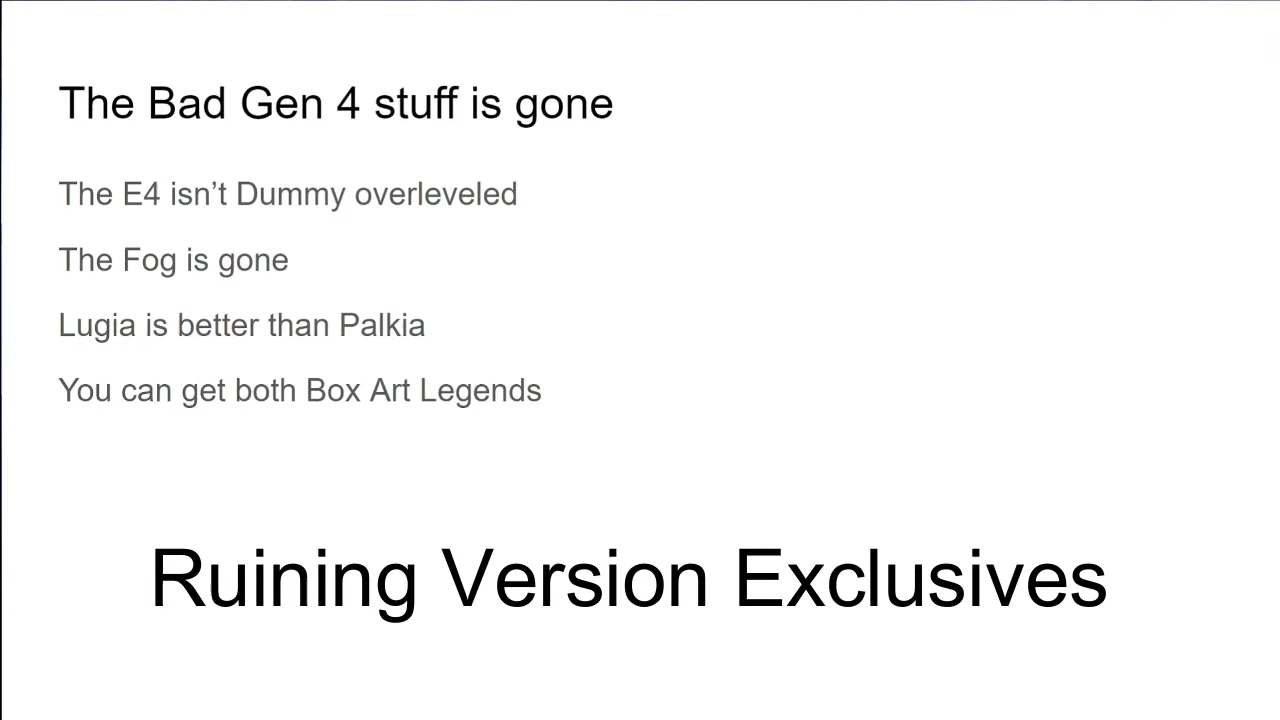 The Bad Gen 4 stuff is gone
The E4 isn’t Dummy overleveled
The Fog is gone
Lugia is better than Palkia
You can get both Box Art Legends
Ruining Version Exclusives